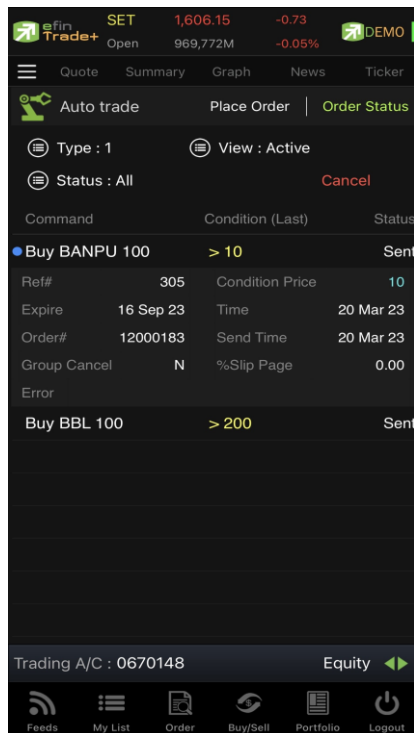 efin SET 1,606.15 -0.73
Trade+ Open 969,772M -0.05% DEMO
Quote Summary Graph News Ticker
Auto trade Place Order | Order Status
Type : 1 View : Active
Status : All Cancel
Command Condition (Last) Status
Buy BANPU 100 > 10 Sent
Ref# 305 Condition Price 10
Expire 16 Sep 23 Time 20 Mar 23
Order# 12000183 Send Time 20 Mar 23
Group Cancel N %Slip Page 0.00
Error
Buy BBL 100 > 200 Sent
Trading A/C : 0670148 Equity
Feeds My List Order Buy/Sell Portfolio Logout